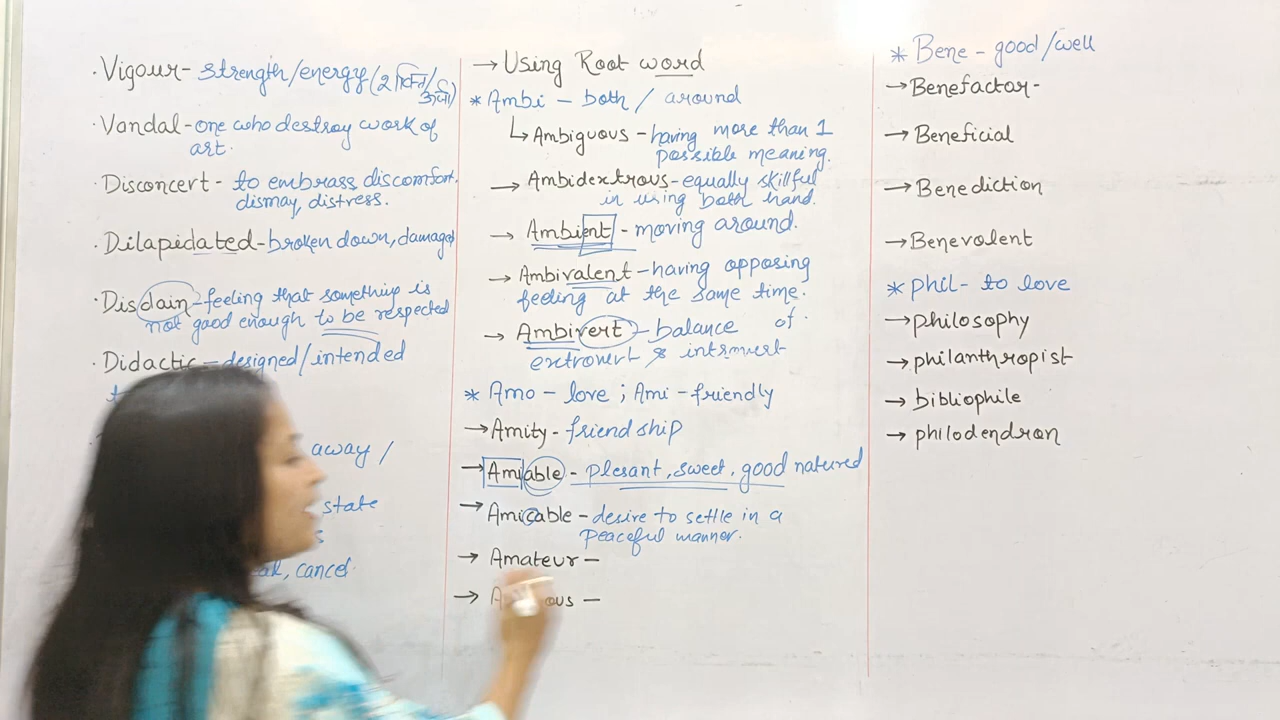 · Vigour - strength/energy (शक्ति/
· Vandal - one who destroy work of
art.
· Disconcert - to embrass discomfort.
dismay, distress.
· Dilapidated - broken down, damaged
· Disdain - feeling that something is
not good enough to be respected
· Didactic - designed/intended
away /
state
cancel.
→ Using Root word
* Ambi - both / around
↳ Ambiguous - having more than 1
possible meaning.
→ Ambidextrous - equally skillful
in using both hand.
→ Ambient - moving around.
→ Ambivalent - having opposing
feeling at the same time.
→ Ambivert - balance of
extrovert & introvert
* Amo - love ; Ami - friendly
→ Amity - friendship
→ Amiable - plesant, sweet, good natured
→ Amicable - desire to settle in a
peaceful manner.
→ Amateur -
* Bene - good/well
→ Benefactor -
→ Beneficial
→ Benediction
→ Benevolent
* phil - to love
→ philosophy
→ philanthropist
→ bibliophile
→ philodendron